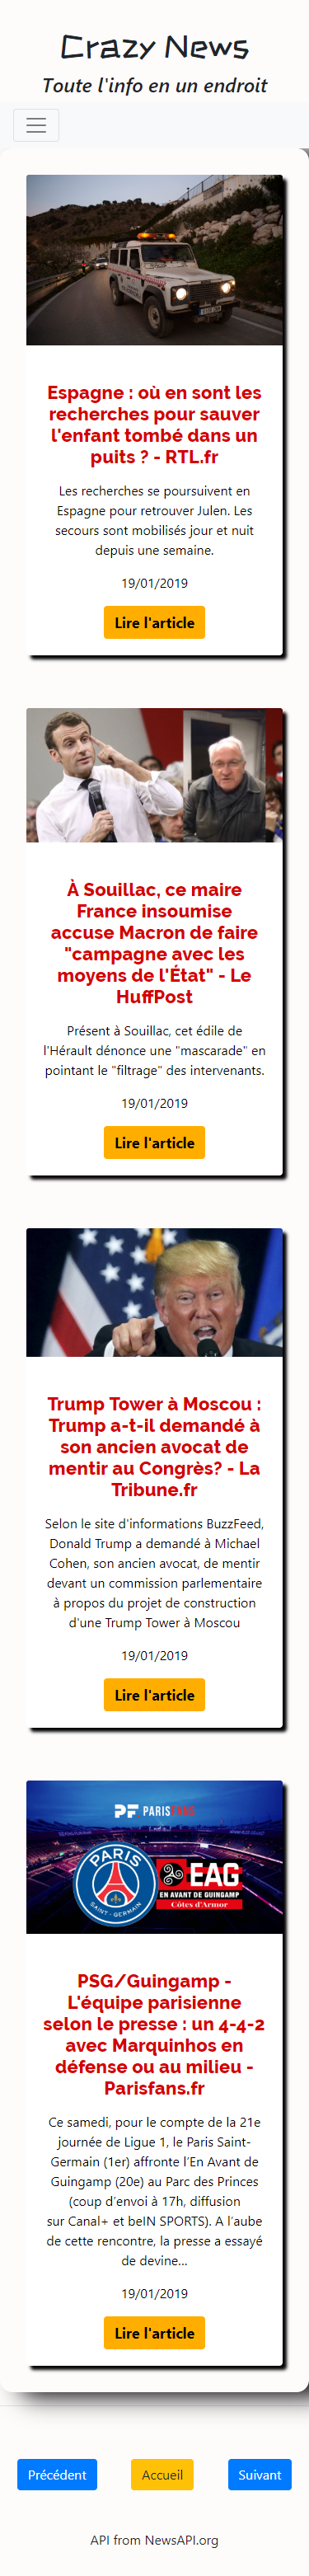 Crazy News
Toute l'info en un endroit
Espagne : où en sont les
recherches pour sauver
l'enfant tombé dans un
puits ? - RTL.fr
Les recherches se poursuivent en
Espagne pour retrouver Julen. Les
secours sont mobilisés jour et nuit
depuis une semaine.
19/01/2019
Lire l'article
À Souillac, ce maire
France insoumise
accuse Macron de faire
"campagne avec les
moyens de l'État" - Le
HuffPost
Présent à Souillac, cet édile de
l'Hérault dénonce une "mascarade" en
pointant le "filtrage" des intervenants.
19/01/2019
Lire l'article
Trump Tower à Moscou :
Trump a-t-il demandé à
son ancien avocat de
mentir au Congrès? - La
Tribune.fr
Selon le site d'informations BuzzFeed,
Donald Trump a demandé à Michael
Cohen, son ancien avocat, de mentir
devant un commission parlementaire
à propos du projet de construction
d'une Trump Tower à Moscou
19/01/2019
Lire l'article
PF PARISFANS
PARIS
SAINT-GERMAIN
EAG
EN AVANT DE GUINGAMP
Côtes d'Armor
PSG/Guingamp -
L'équipe parisienne
selon le presse : un 4-4-2
avec Marquinhos en
défense ou au milieu -
Parisfans.fr
Ce samedi, pour le compte de la 21e
journée de Ligue 1, le Paris Saint-
Germain (1er) affronte l'En Avant de
Guingamp (20e) au Parc des Princes
(coup d'envoi à 17h, diffusion
sur Canal+ et beIN SPORTS). A l'aube
de cette rencontre, la presse a essayé
de devine…
19/01/2019
Lire l'article
Précédent
Accueil
Suivant
API from NewsAPI.org